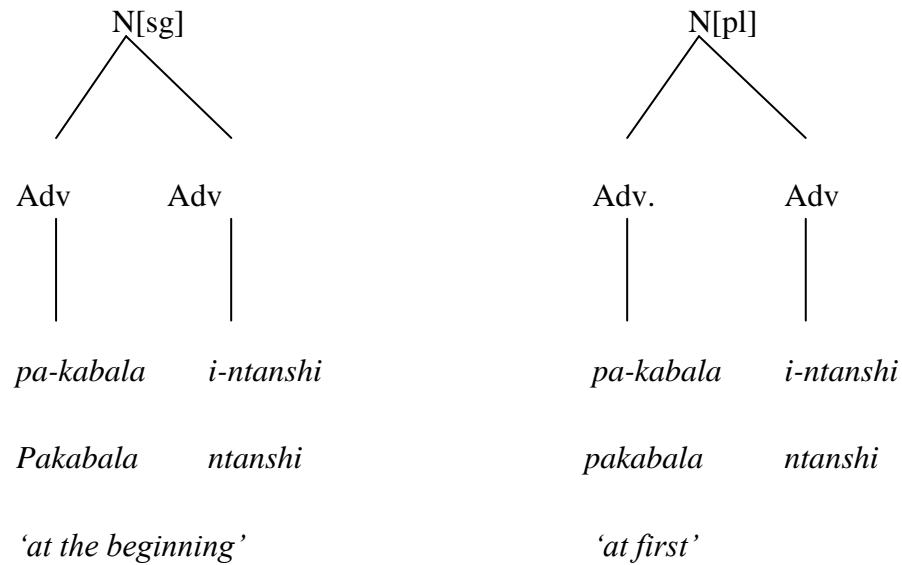 N[sg] N[pl]
Adv Adv Adv. Adv
pa-kabala i-ntanshi pa-kabala i-ntanshi
Pakabala ntanshi pakabala ntanshi
‘at the beginning’ ‘at first’